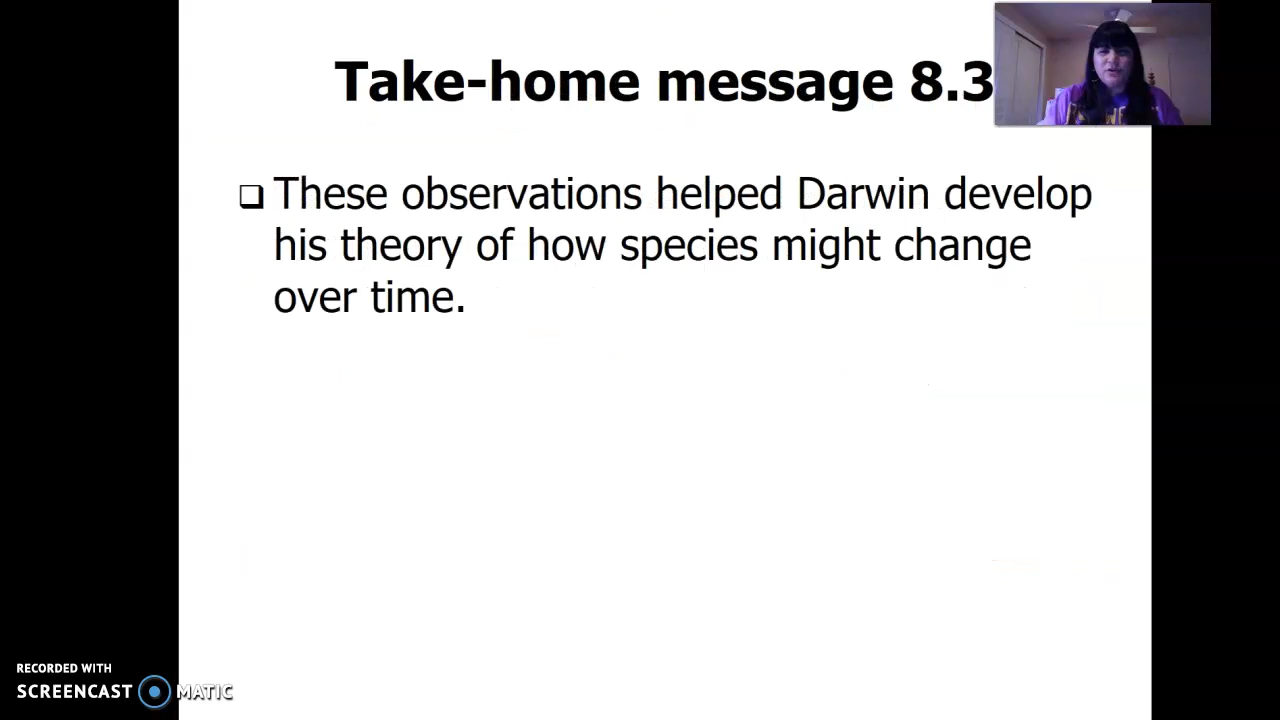 Take-home message 8.3
❑ These observations helped Darwin develop
his theory of how species might change
over time.
RECORDED WITH
SCREENCAST MATIC